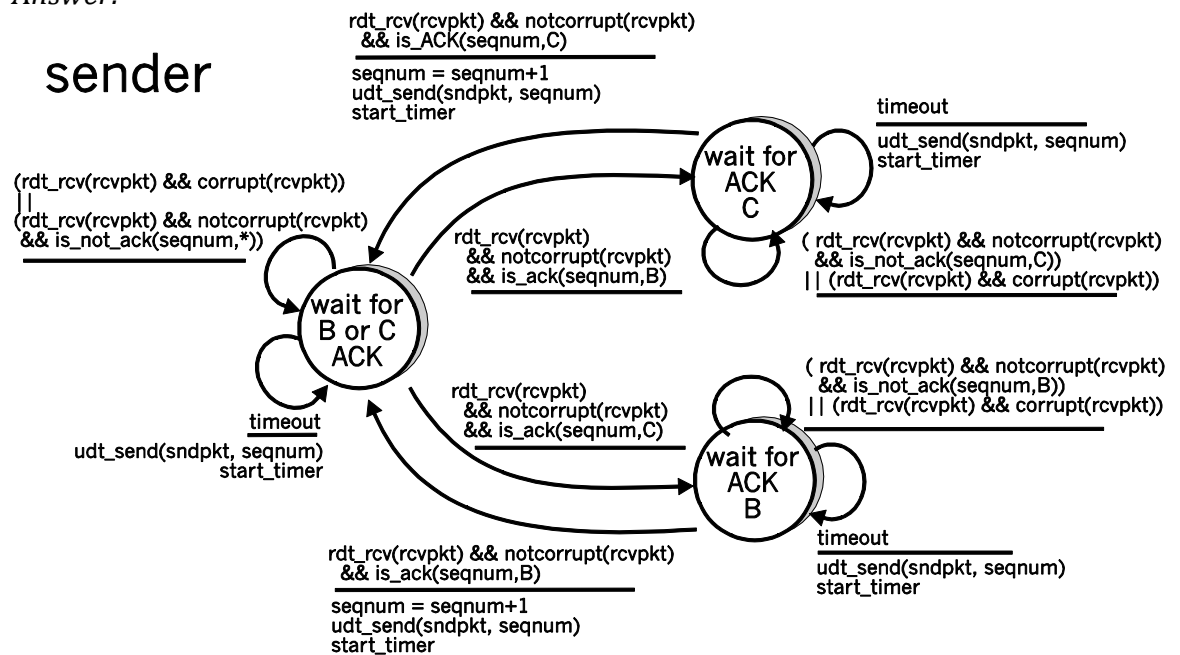 Answer:
rdt_rcv(rcvpkt) && notcorrupt(rcvpkt)
&& is_ACK(seqnum,C)
seqnum = seqnum+1
udt_send(sndpkt, seqnum)
start_timer
sender
timeout
udt_send(sndpkt, seqnum)
start_timer
wait for
ACK
C
(rdt_rcv(rcvpkt) && corrupt(rcvpkt))
||
(rdt_rcv(rcvpkt) && notcorrupt(rcvpkt)
&& is_not_ack(seqnum,*))
rdt_rcv(rcvpkt)
&& notcorrupt(rcvpkt)
&& is_ack(seqnum,B)
( rdt_rcv(rcvpkt) && notcorrupt(rcvpkt)
&& is_not_ack(seqnum,C))
|| (rdt_rcv(rcvpkt) && corrupt(rcvpkt))
wait for
B or C
ACK
timeout
udt_send(sndpkt, seqnum)
start_timer
rdt_rcv(rcvpkt)
&& notcorrupt(rcvpkt)
&& is_ack(seqnum,C)
( rdt_rcv(rcvpkt) && notcorrupt(rcvpkt)
&& is_not_ack(seqnum,B))
|| (rdt_rcv(rcvpkt) && corrupt(rcvpkt))
wait for
ACK
B
timeout
udt_send(sndpkt, seqnum)
start_timer
rdt_rcv(rcvpkt) && notcorrupt(rcvpkt)
&& is_ack(seqnum,B)
seqnum = seqnum+1
udt_send(sndpkt, seqnum)
start_timer